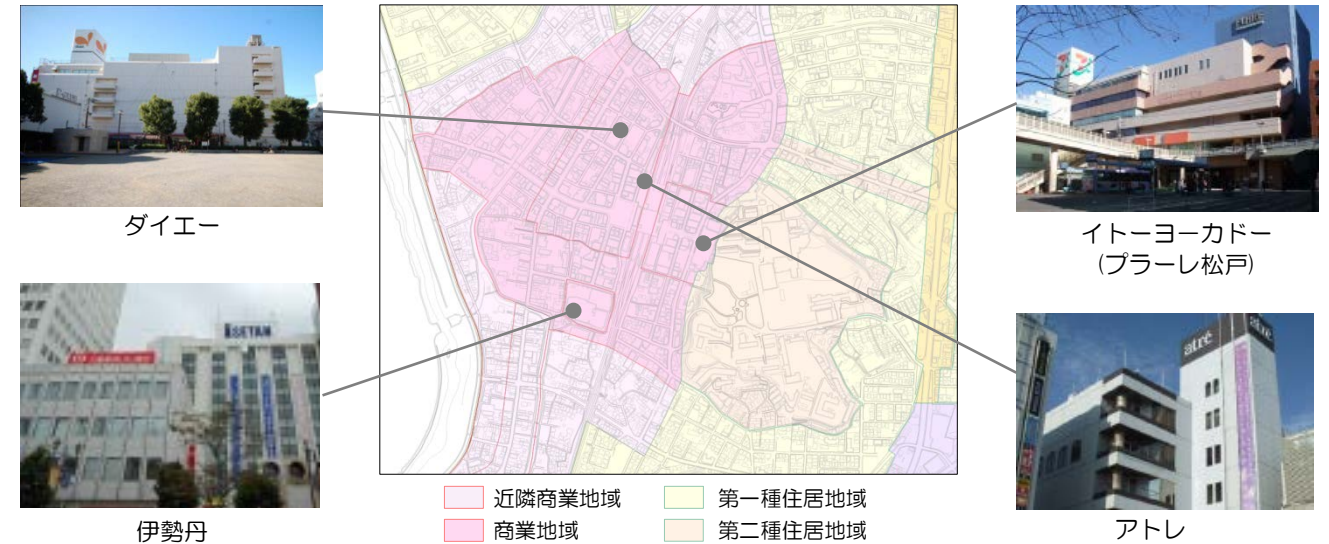 ダイエー
イトーヨーカドー
(プラーレ松戸)
ISETAN
伊勢丹
atré
アトレ
近隣商業地域
第一種住居地域
商業地域
第二種住居地域